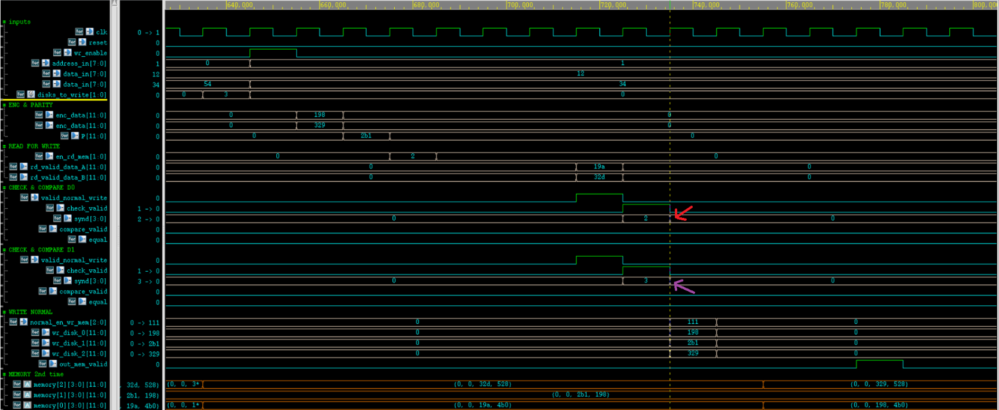 640,000 660,000 680,000 700,000 720,000 740,000 760,000 780,000 800,
inputs
clk 0 -> 1
reset 0
wr_enable 0
address_in[7:0] 1 0 1
data_in[7:0] 12 12
data_in[7:0] 34 54 34
disks_to_write[1:0] 0 0 3 0
ENC & PARITY
enc_data[11:0] 0 0 198 0
enc_data[11:0] 0 0 329 0
P[11:0] 0 0 2b1 0
READ FOR WRITE
en_rd_mem[1:0] 0 0 2 0
rd_valid_data_A[11:0] 0 0 19a 0
rd_valid_data_B[11:0] 0 0 32d 0
CHECK & COMPARE D0
valid_normal_write 0
check_valid 1 -> 0
synd[3:0] 2 -> 0 0 2 0
compare_valid 0
equal 0
CHECK & COMPARE D1
valid_normal_write 0
check_valid 1 -> 0
synd[3:0] 3 -> 0 0 3 0
compare_valid 0
equal 0
WRITE NORMAL
normal_en_wr_mem[2:0] 0 -> 111 0 111 0
wr_disk_0[11:0] 0 -> 198 0 198 0
wr_disk_1[11:0] 0 -> 2b1 0 2b1 0
wr_disk_2[11:0] 0 -> 329 0 329 0
out_mem_valid 0
MEMORY 2nd time
memory[2][3:0][11:0] , 32d, 528) (0, 0, 3* (0, 0, 32d, 528) (0, 0, 329, 528)
memory[1][3:0][11:0] 2b1, 198) (0, 0, 2b1, 198)
memory[0][3:0][11:0] , 19a, 4b0) (0, 0, 1* (0, 0, 19a, 4b0) (0, 0, 198, 4b0)